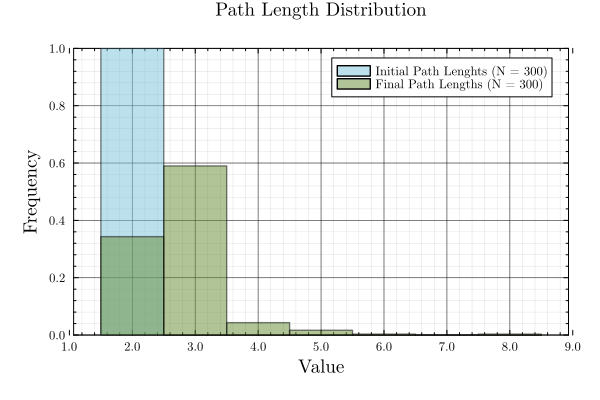 Path Length Distribution
Initial Path Lenghts (N = 300)
Final Path Lengths (N = 300)
Frequency
1.0
0.8
0.6
0.4
0.2
0.0
1.0 2.0 3.0 4.0 5.0 6.0 7.0 8.0 9.0
Value